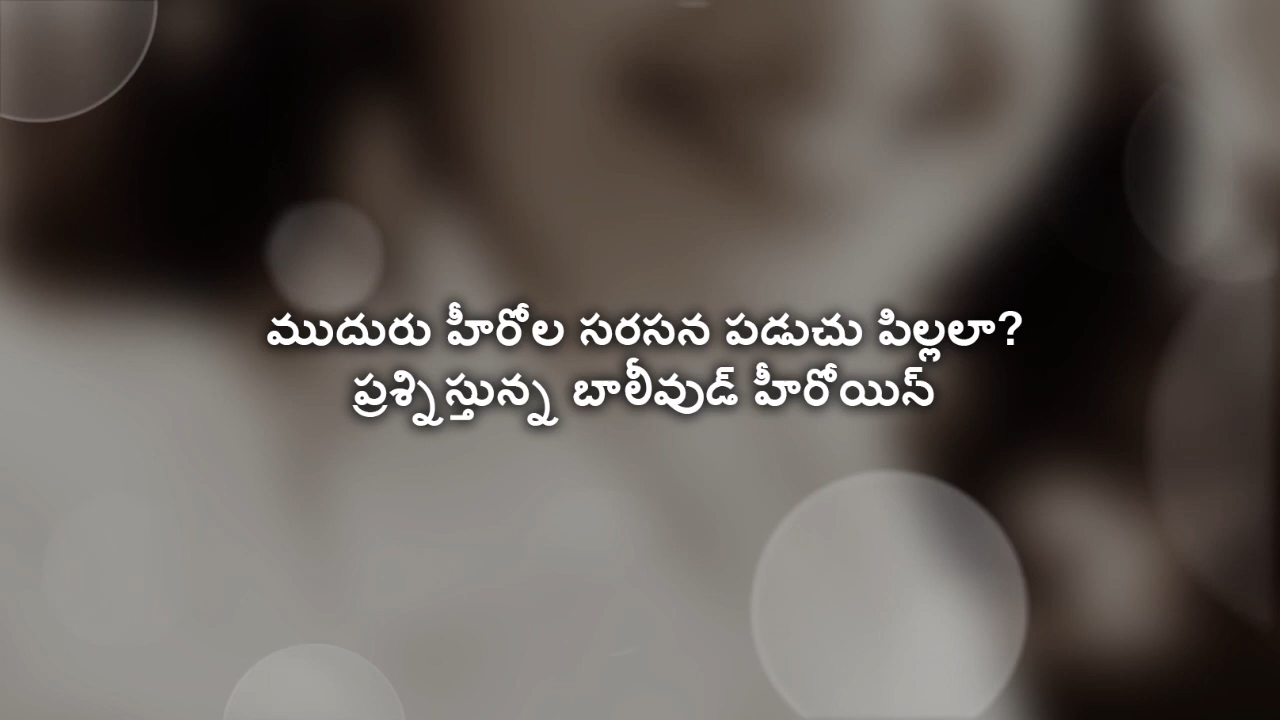 ముదురు హీరోల సరసన పడుచు పిల్లలా?
ప్రశ్నిస్తున్న బాలీవుడ్ హీరోయిస్